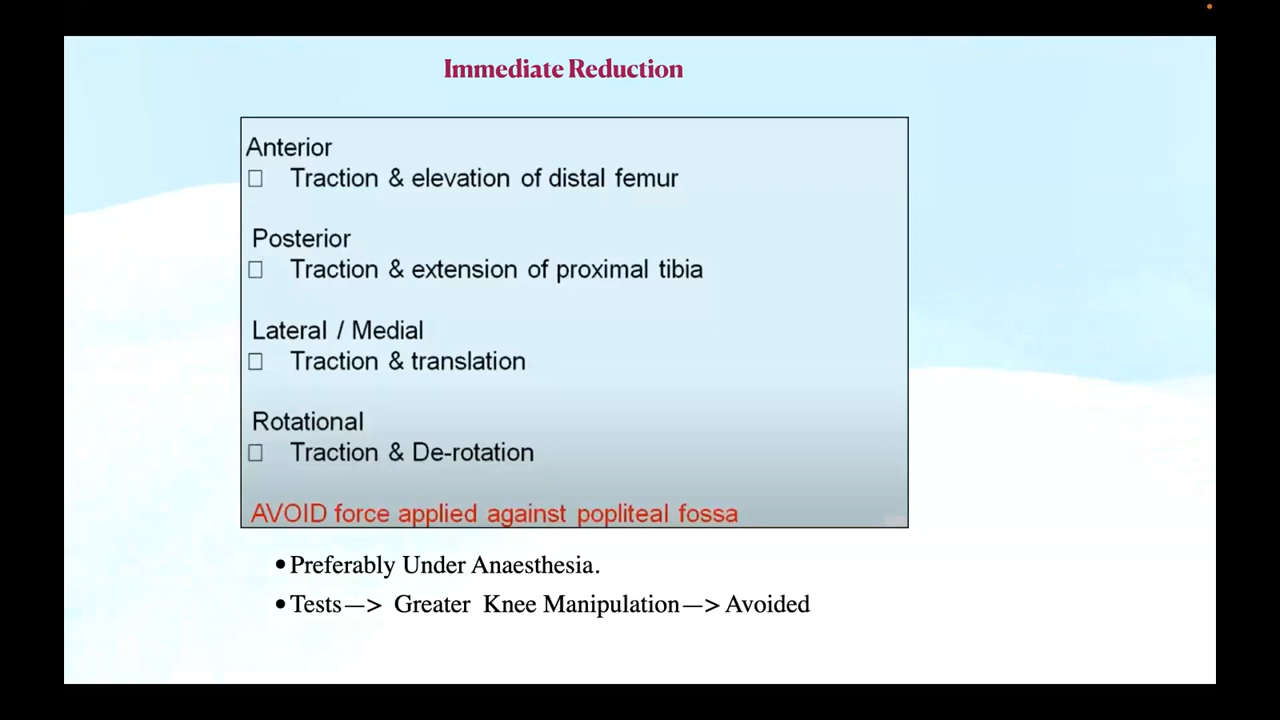 Immediate Reduction
Anterior
□ Traction & elevation of distal femur
Posterior
□ Traction & extension of proximal tibia
Lateral / Medial
□ Traction & translation
Rotational
□ Traction & De-rotation
AVOID force applied against popliteal fossa
•Preferably Under Anaesthesia.
•Tests—> Greater Knee Manipulation—> Avoided